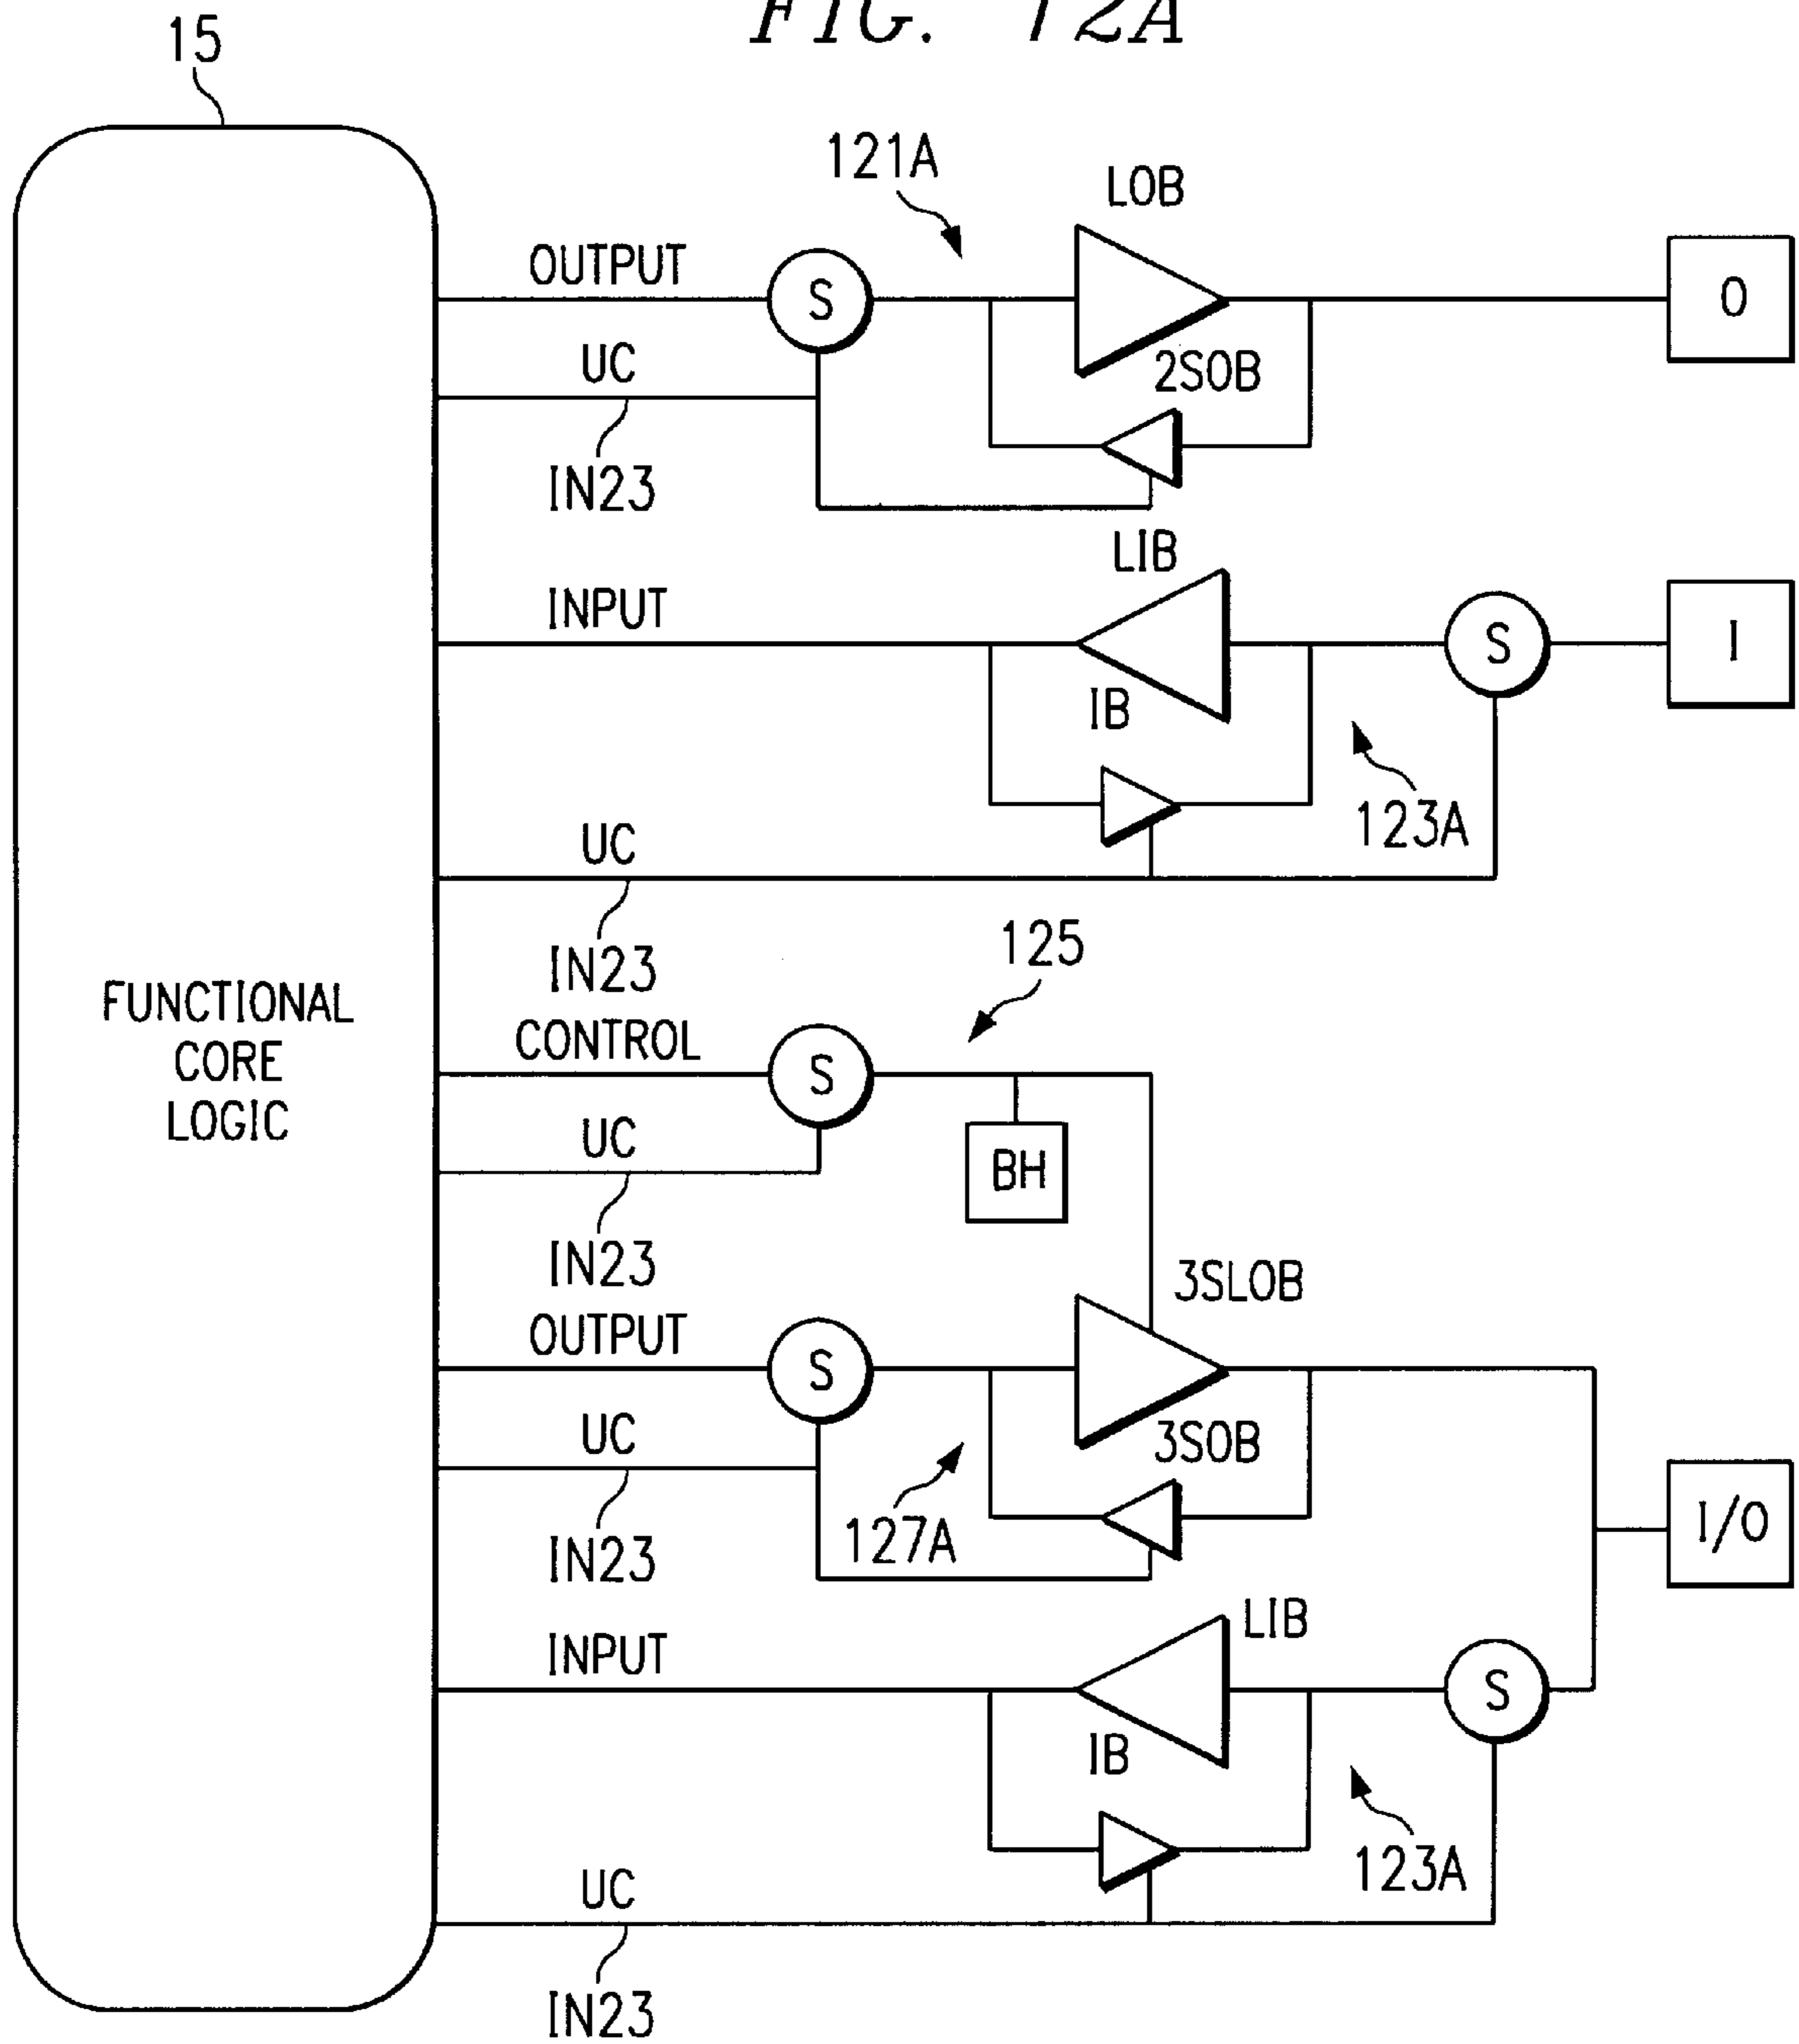 FIG. 12A
15
121A
LOB
OUTPUT
S
O
UC
2SOB
IN23
LIB
INPUT
S
I
IB
UC
123A
IN23
125
FUNCTIONAL
CORE
LOGIC
CONTROL
S
UC
BH
IN23
3SLOB
OUTPUT
S
UC
3SOB
127A
I/O
IN23
LIB
INPUT
S
IB
123A
UC
IN23